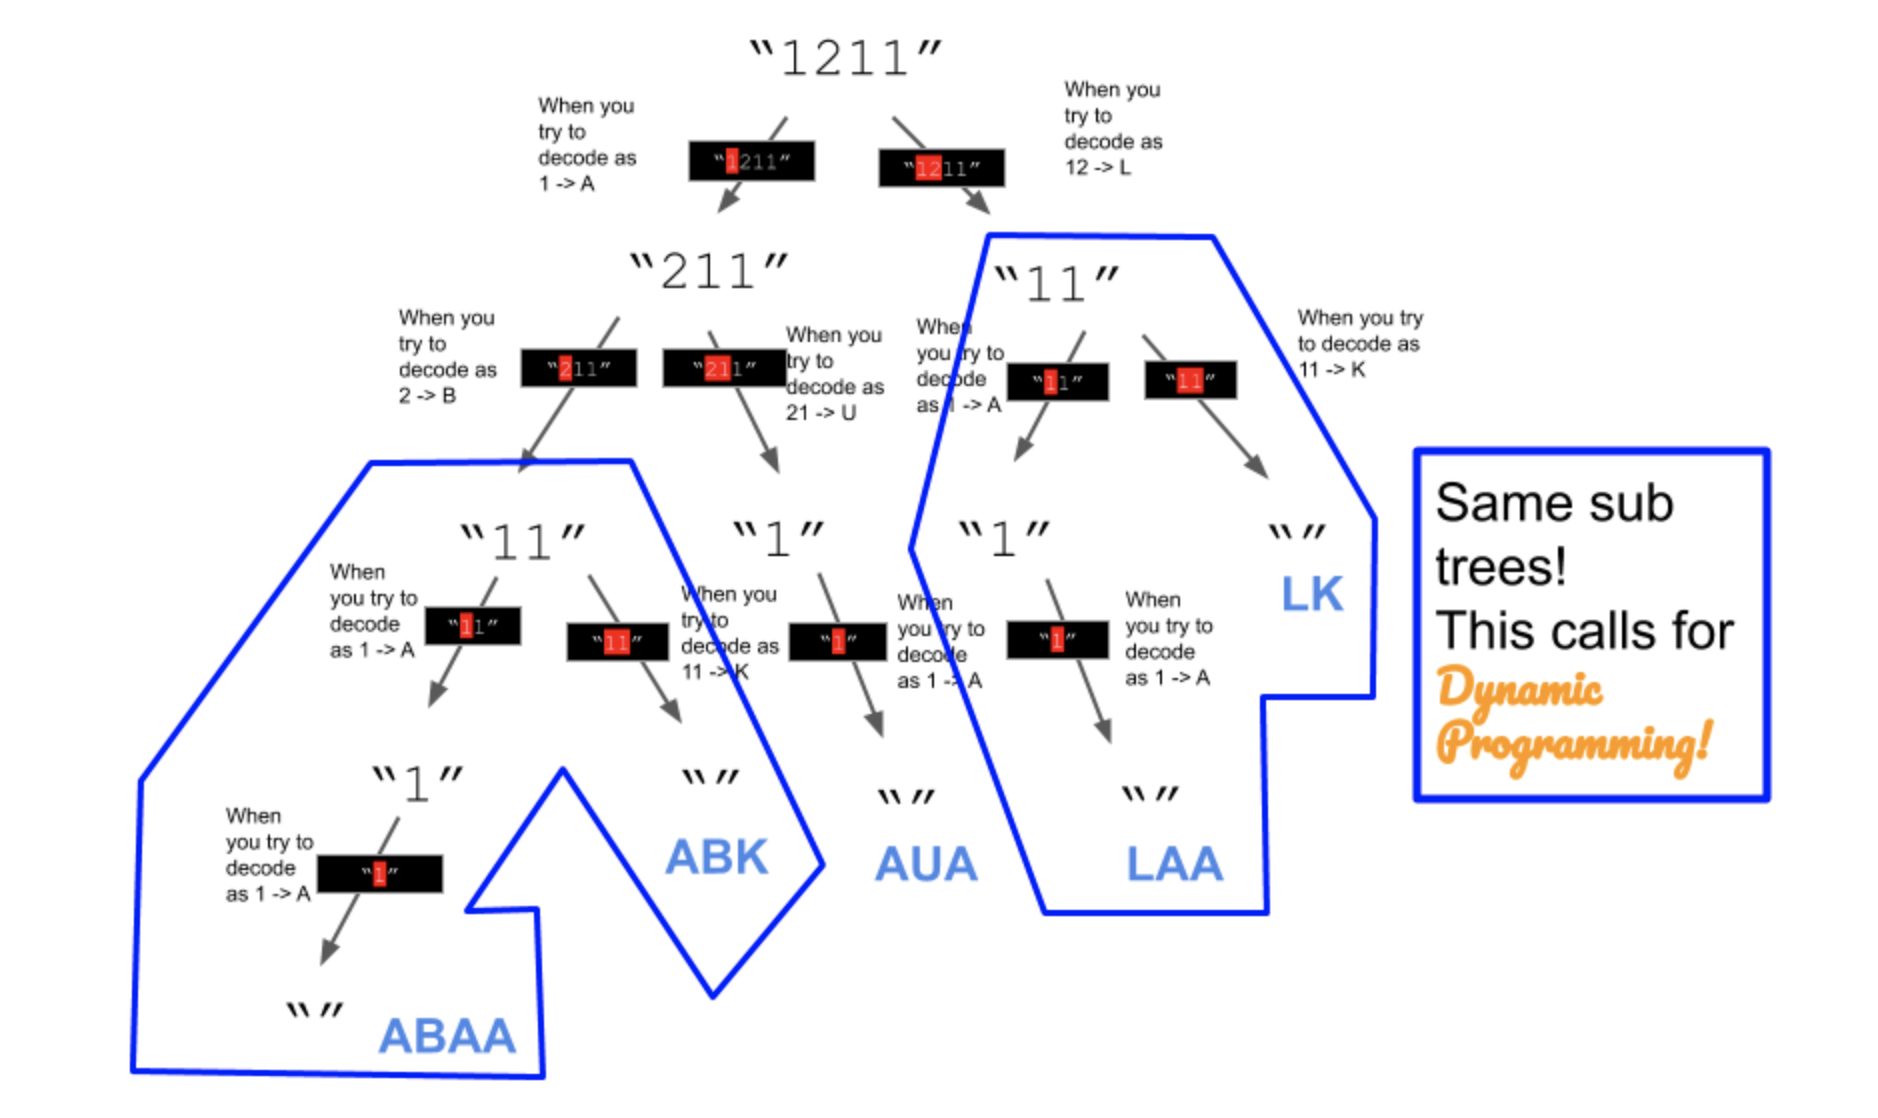 “1211”
When you
try to
decode as
1 -> A
“1211”
“1211”
When you
try to
decode as
12 -> L
“211”
“11”
When you
try to
decode as
2 -> B
“211”
“211”
When you
try to
decode as
21 -> U
When
you try to
decode
as 1 -> A
“11”
“11”
When you try
to decode as
11 -> K
“11”
“1”
“1”
“”
LK
When
you try to
decode
as 1 -> A
“11”
“11”
When you
try to
decode as
11 -> K
“1”
When
you try to
decode
as 1 -> A
“1”
When
you try to
decode
as 1 -> A
“1”
“”
“”
“”
ABK
AUA
LAA
When
you try to
decode
as 1 -> A
“1”
“”
ABAA
Same sub
trees!
This calls for
Dynamic
Programming!